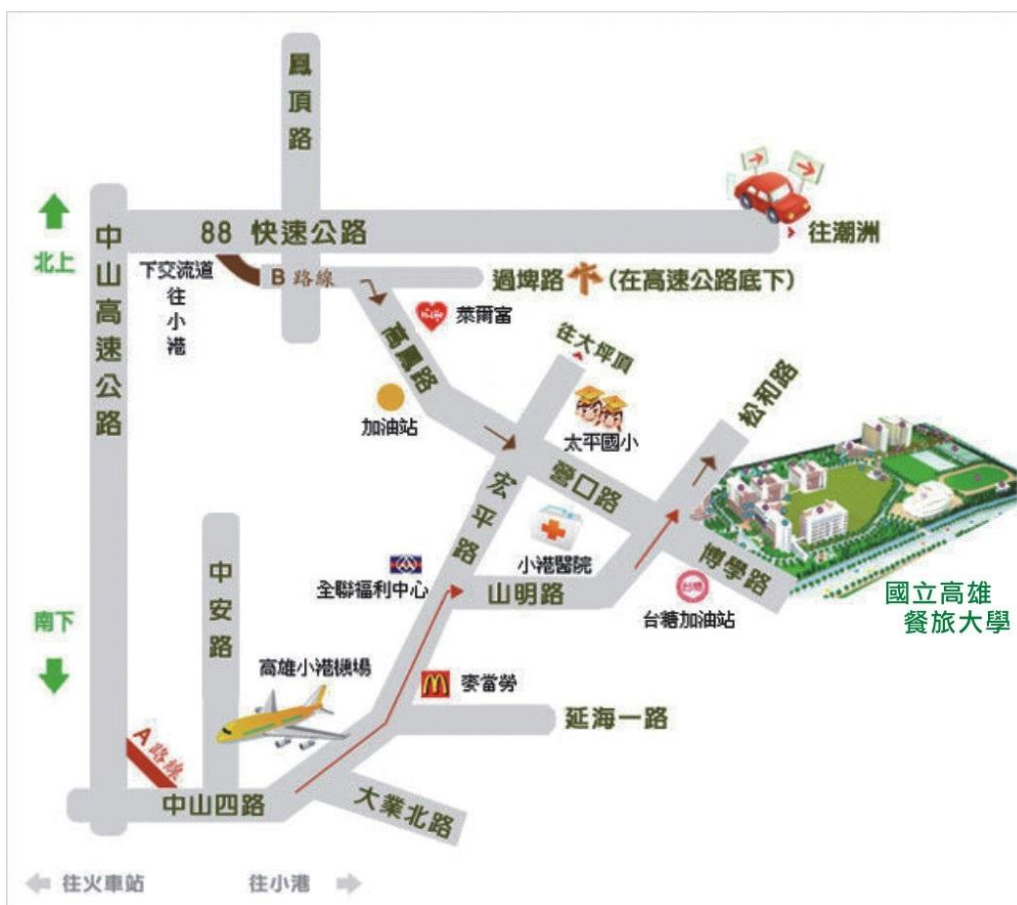 鳳頂路
88 快速公路
往潮洲
中山高速公路
北上
下交流道
往小港
B 路線
過埤路
(在高速公路底下)
萊爾富
高鳳路
往大坪頂
松和路
加油站
太平國小
宏平路
營口路
小港醫院
博學路
中安路
全聯福利中心
山明路
台糖
台糖加油站
國立高雄
餐旅大學
南下
高雄小港機場
麥當勞
延海一路
A 路線
中山四路
大業北路
往火車站
往小港